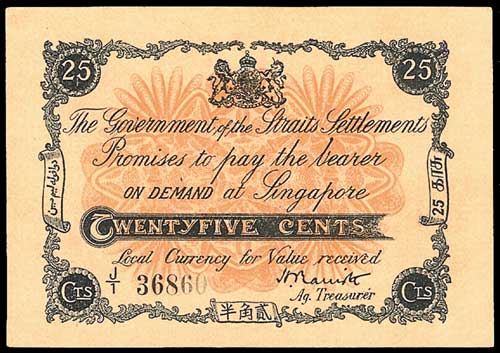 25
25
The Government of the Straits Settlements
Promises to pay the bearer
ON DEMAND at Singapore
25 காசு
TWENTYFIVE CENTS
Local Currency for Value received
J/1 36860
Ag. Treasurer
CTS
貳角半
CTS